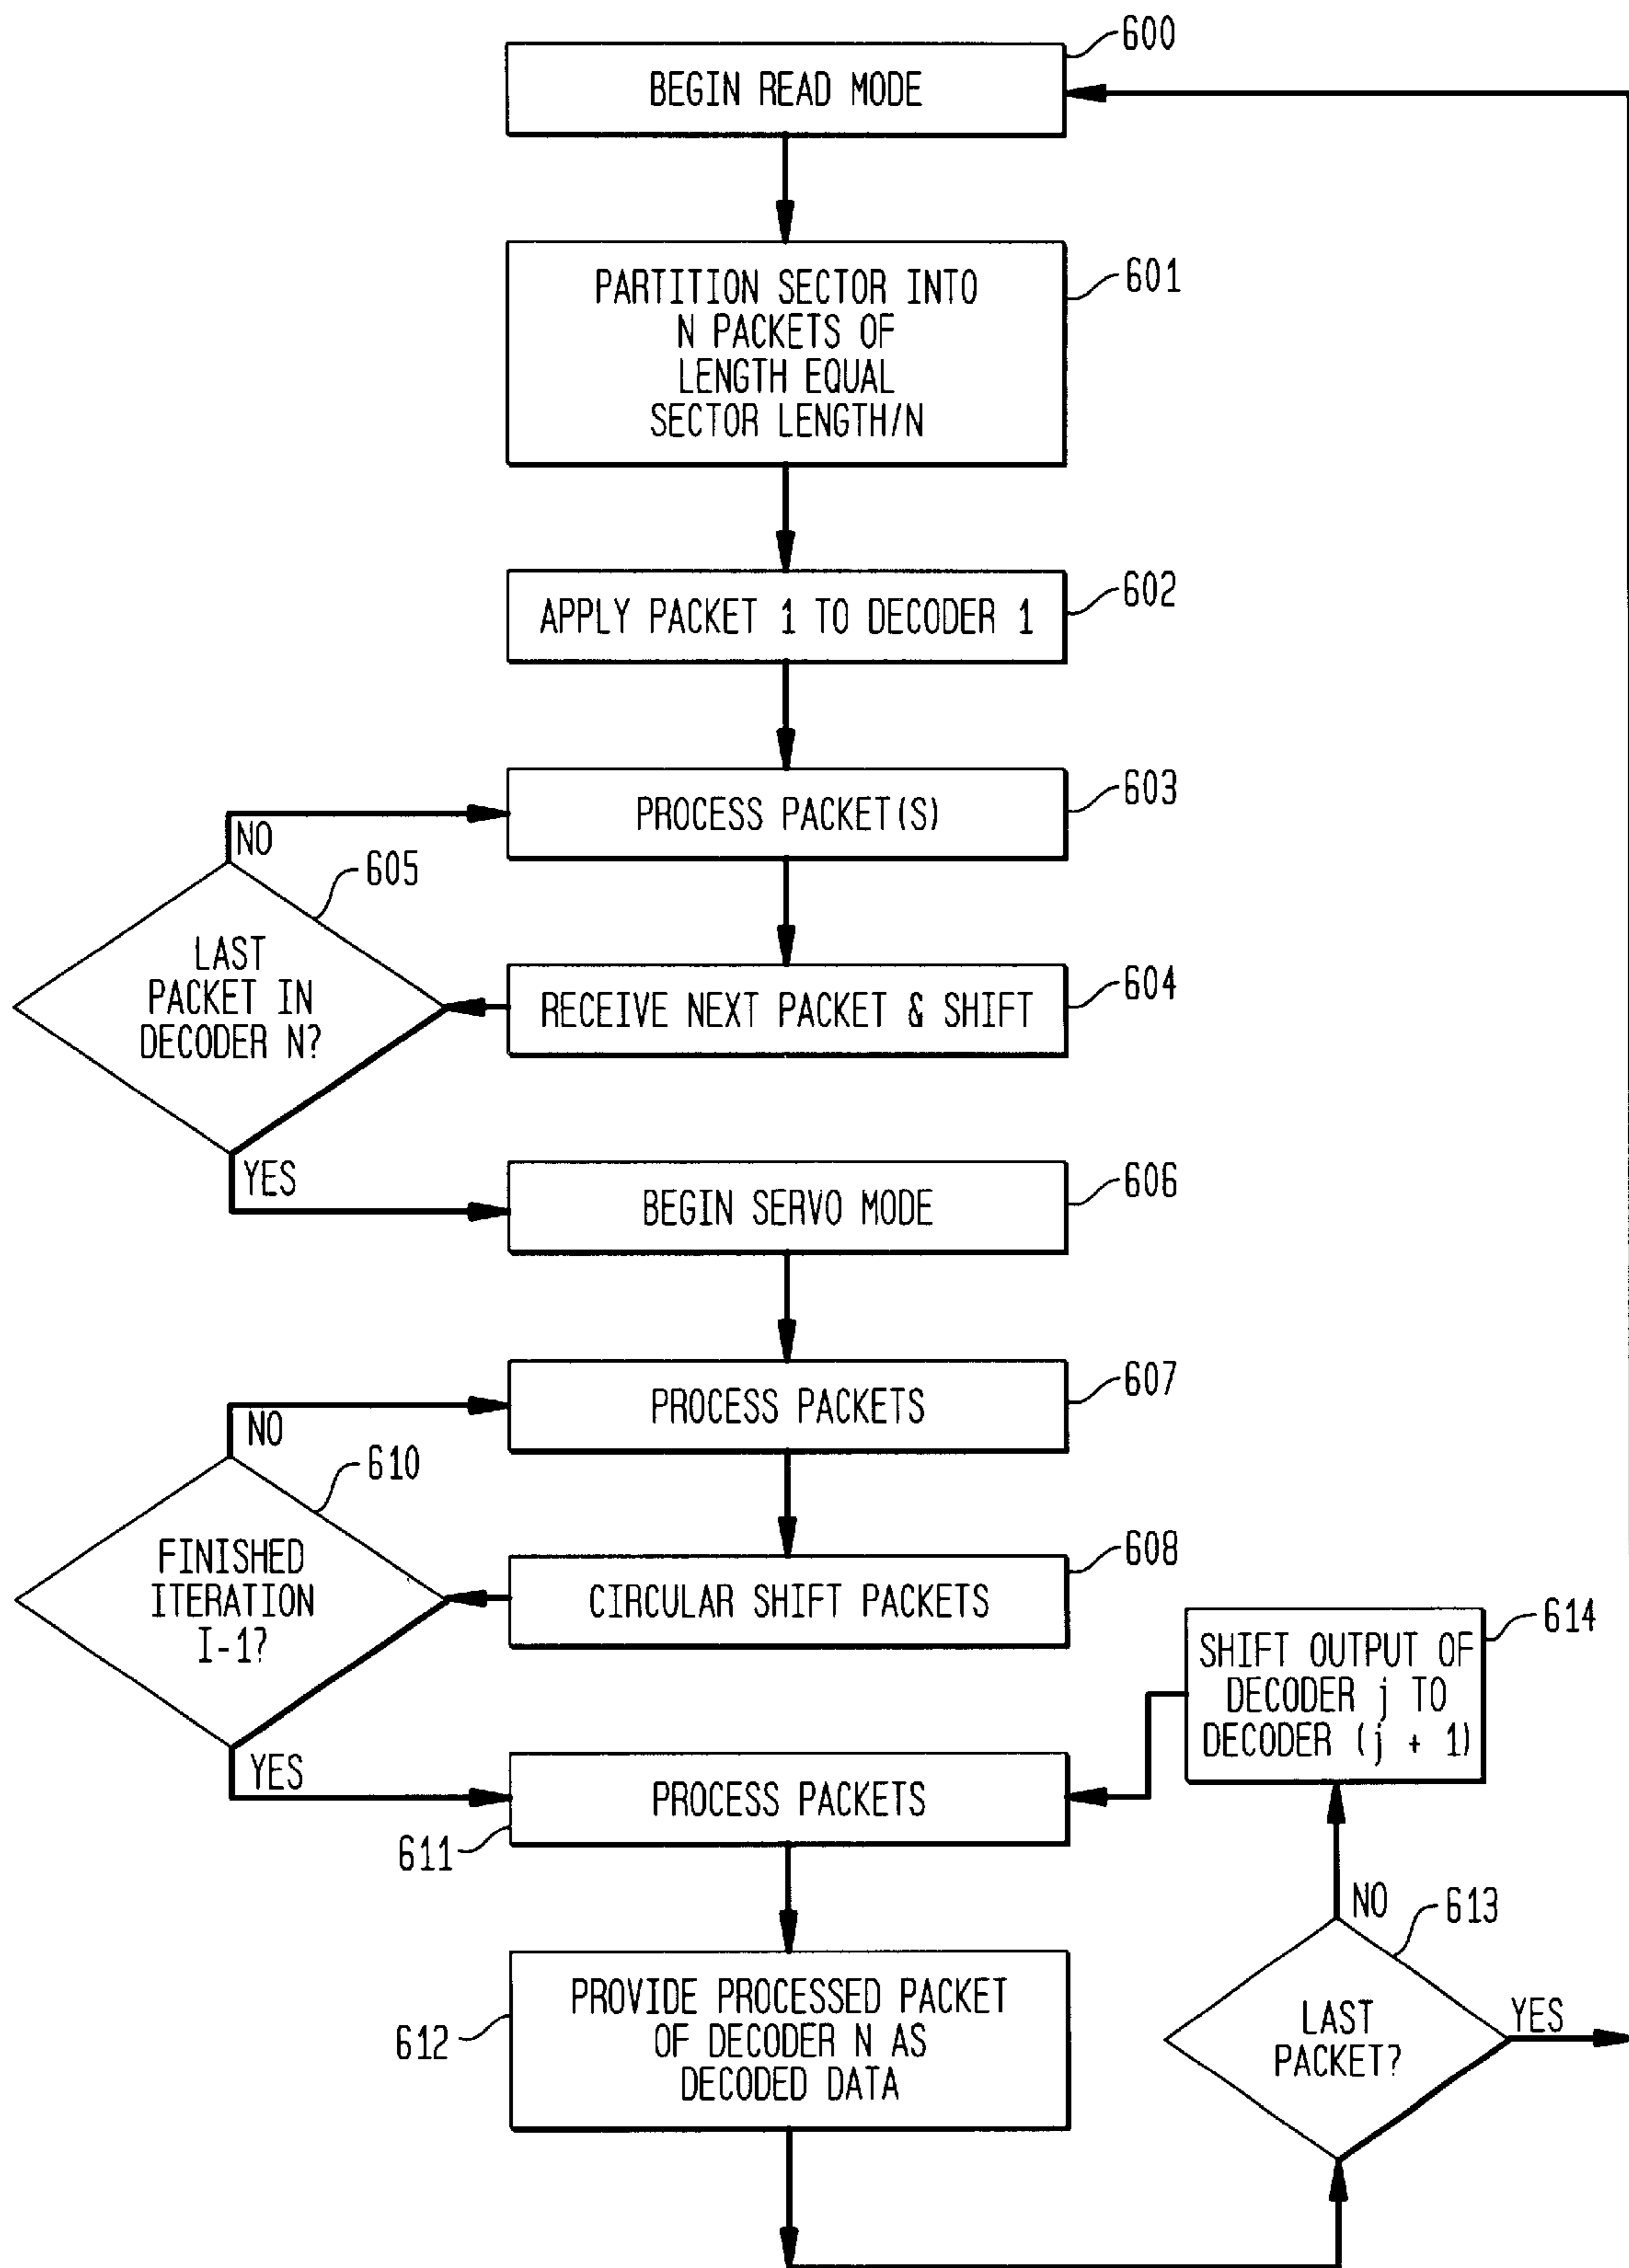 600
BEGIN READ MODE
601
PARTITION SECTOR INTO
N PACKETS OF
LENGTH EQUAL
SECTOR LENGTH/N
602
APPLY PACKET 1 TO DECODER 1
603
PROCESS PACKET(S)
NO
605
LAST
PACKET IN
DECODER N?
604
RECEIVE NEXT PACKET & SHIFT
YES
606
BEGIN SERVO MODE
607
PROCESS PACKETS
NO
610
FINISHED
ITERATION
I-1?
608
CIRCULAR SHIFT PACKETS
614
SHIFT OUTPUT OF
DECODER j TO
DECODER (j + 1)
YES
PROCESS PACKETS
611
NO
613
LAST
PACKET?
YES
612
PROVIDE PROCESSED PACKET
OF DECODER N AS
DECODED DATA